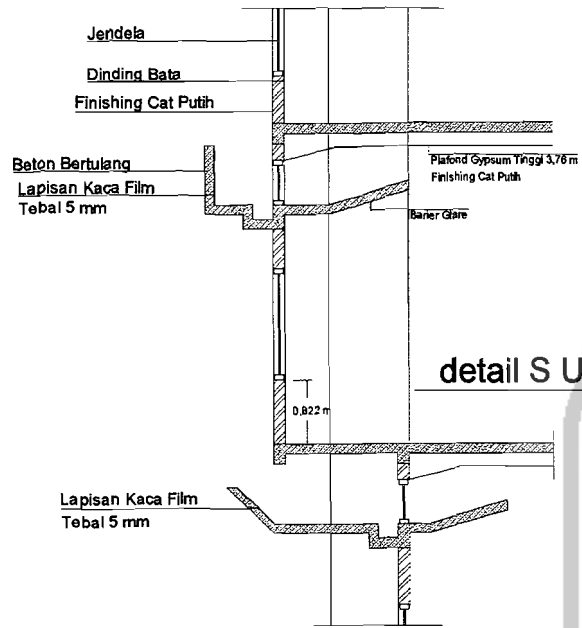 Jendela
Dinding Bata
Finishing Cat Putih
Beton Bertulang
Lapisan Kaca Film
Tebal 5 mm
Plafond Gypsum Tinggi 3,76 m
Finishing Cat Putih
Barier Glare
detail S U
0,822 m
Lapisan Kaca Film
Tebal 5 mm